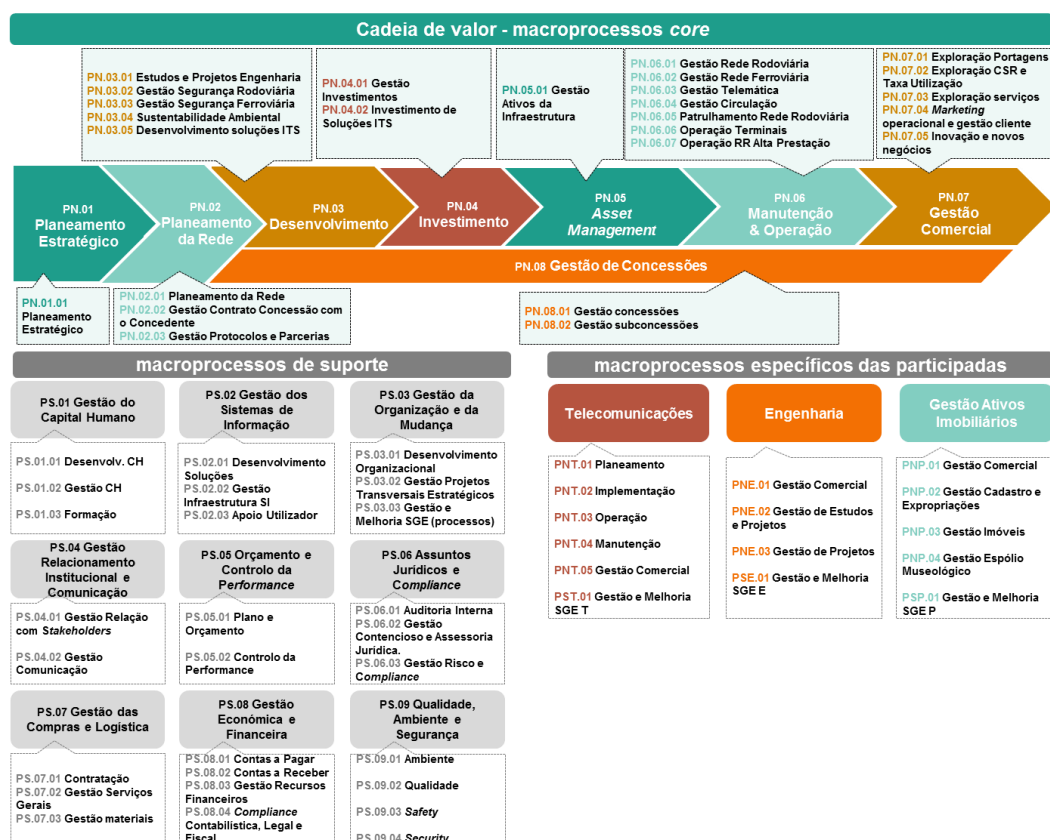 Cadeia de valor - macroprocessos core
PN.03.01 Estudos e Projetos Engenharia
PN.03.02 Gestão Segurança Rodoviária
PN.03.03 Gestão Segurança Ferroviária
PN.03.04 Sustentabilidade Ambiental
PN.03.05 Desenvolvimento soluções ITS
PN.04.01 Gestão
Investimentos
PN.04.02 Investimento de
Soluções ITS
PN.05.01 Gestão
Ativos da
Infraestrutura
PN.06.01 Gestão Rede Rodoviária
PN.06.02 Gestão Rede Ferroviária
PN.06.03 Gestão Telemática
PN.06.04 Gestão Circulação
PN.06.05 Patrulhamento Rede Rodoviária
PN.06.06 Operação Terminais
PN.06.07 Operação RR Alta Prestação
PN.07.01 Exploração Portagens
PN.07.02 Exploração CSR e
Taxa Utilização
PN.07.03 Exploração serviços
PN.07.04 Marketing
operacional e gestão cliente
PN.07.05 Inovação e novos
negócios
PN.01
Planeamento
Estratégico
PN.02
Planeamento
da Rede
PN.03
Desenvolvimento
PN.04
Investimento
PN.05
Asset
Management
PN.06
Manutenção
& Operação
PN.07
Gestão
Comercial
PN.08 Gestão de Concessões
PN.01.01
Planeamento
Estratégico
PN.02.01 Planeamento da Rede
PN.02.02 Gestão Contrato Concessão com
o Concedente
PN.02.03 Gestão Protocolos e Parcerias
PN.08.01 Gestão concessões
PN.08.02 Gestão subconcessões
macroprocessos de suporte
PS.01 Gestão do
Capital Humano
PS.01.01 Desenvolv. CH
PS.01.02 Gestão CH
PS.01.03 Formação
PS.02 Gestão dos
Sistemas de
Informação
PS.02.01 Desenvolvimento
Soluções
PS.02.02 Gestão
Infraestrutura SI
PS.02.03 Apoio Utilizador
PS.03 Gestão da
Organização e da
Mudança
PS.03.01 Desenvolvimento
Organizacional
PS.03.02 Gestão Projetos
Transversais Estratégicos
PS.03.03 Gestão e
Melhoria SGE (processos)
PS.04 Gestão
Relacionamento
Institucional e
Comunicação
PS.04.01 Gestão Relação
com Stakeholders
PS.04.02 Gestão
Comunicação
PS.05 Orçamento e
Controlo da
Performance
PS.05.01 Plano e
Orçamento
PS.05.02 Controlo da
Performance
PS.06 Assuntos
Jurídicos e
Compliance
PS.06.01 Auditoria Interna
PS.06.02 Gestão
Contencioso e Assessoria
Jurídica.
PS.06.03 Gestão Risco e
Compliance
PS.07 Gestão das
Compras e Logística
PS.07.01 Contratação
PS.07.02 Gestão Serviços
Gerais
PS.07.03 Gestão materiais
PS.08 Gestão
Económica e
Financeira
PS.08.01 Contas a Pagar
PS.08.02 Contas a Receber
PS.08.03 Gestão Recursos
Financeiros
PS.08.04 Compliance
Contabilística, Legal e
Fiscal
PS.09 Qualidade,
Ambiente e
Segurança
PS.09.01 Ambiente
PS.09.02 Qualidade
PS.09.03 Safety
PS.09.04 Security
macroprocessos específicos das participadas
Telecomunicações
PNT.01 Planeamento
PNT.02 Implementação
PNT.03 Operação
PNT.04 Manutenção
PNT.05 Gestão Comercial
PST.01 Gestão e Melhoria
SGE T
Engenharia
PNE.01 Gestão Comercial
PNE.02 Gestão de Estudos
e Projetos
PNE.03 Gestão de Projetos
PSE.01 Gestão e Melhoria
SGE E
Gestão Ativos
Imobiliários
PNP.01 Gestão Comercial
PNP.02 Gestão Cadastro e
Expropriações
PNP.03 Gestão Imóveis
PNP.04 Gestão Espólio
Museológico
PSP.01 Gestão e Melhoria
SGE P